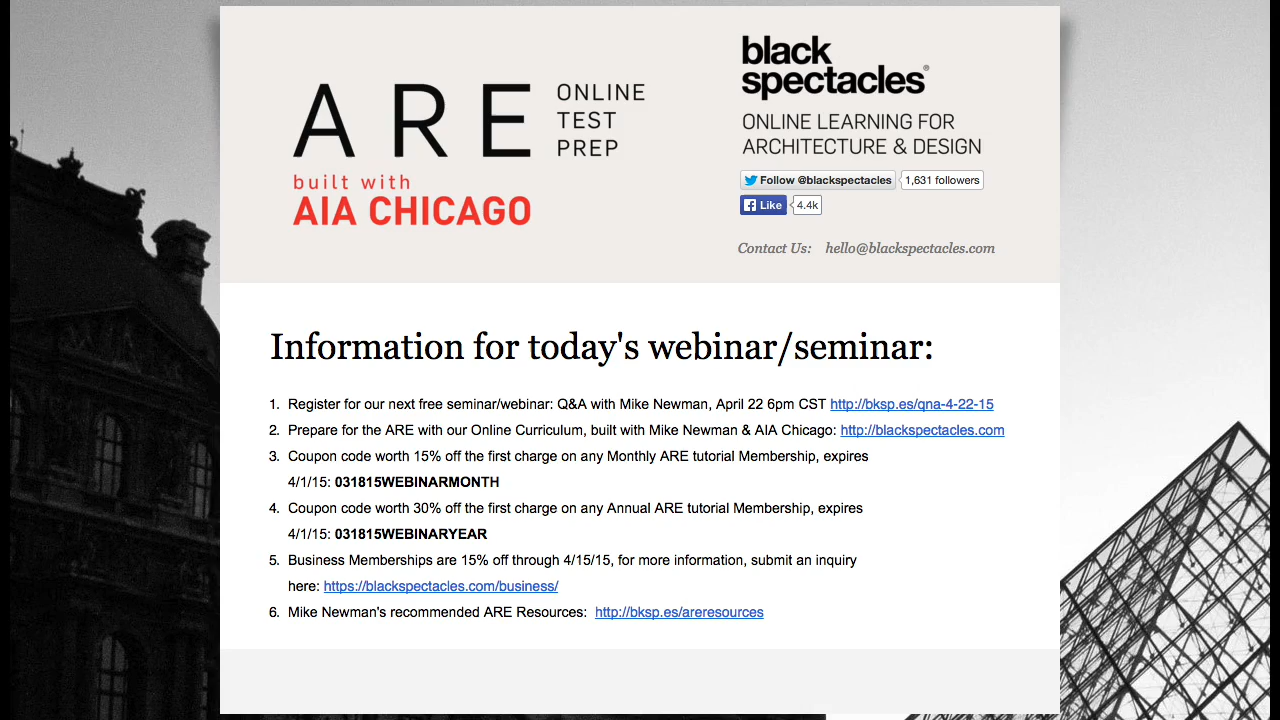 black
spectacles®
ARE ONLINE
TEST
PREP
ONLINE LEARNING FOR
ARCHITECTURE & DESIGN
built with
AIA CHICAGO
Follow @blackspectacles 1,631 followers
Like 4.4k
Contact Us: hello@blackspectacles.com
Information for today's webinar/seminar:
1. Register for our next free seminar/webinar: Q&A with Mike Newman, April 22 6pm CST http://bksp.es/qna-4-22-15
2. Prepare for the ARE with our Online Curriculum, built with Mike Newman & AIA Chicago: http://blackspectacles.com
3. Coupon code worth 15% off the first charge on any Monthly ARE tutorial Membership, expires
4/1/15: 031815WEBINARMONTH
4. Coupon code worth 30% off the first charge on any Annual ARE tutorial Membership, expires
4/1/15: 031815WEBINARYEAR
5. Business Memberships are 15% off through 4/15/15, for more information, submit an inquiry
here: https://blackspectacles.com/business/
6. Mike Newman's recommended ARE Resources: http://bksp.es/areresources